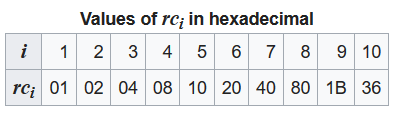 Values of rcᵢ in hexadecimal
i 1 2 3 4 5 6 7 8 9 10
rcᵢ 01 02 04 08 10 20 40 80 1B 36